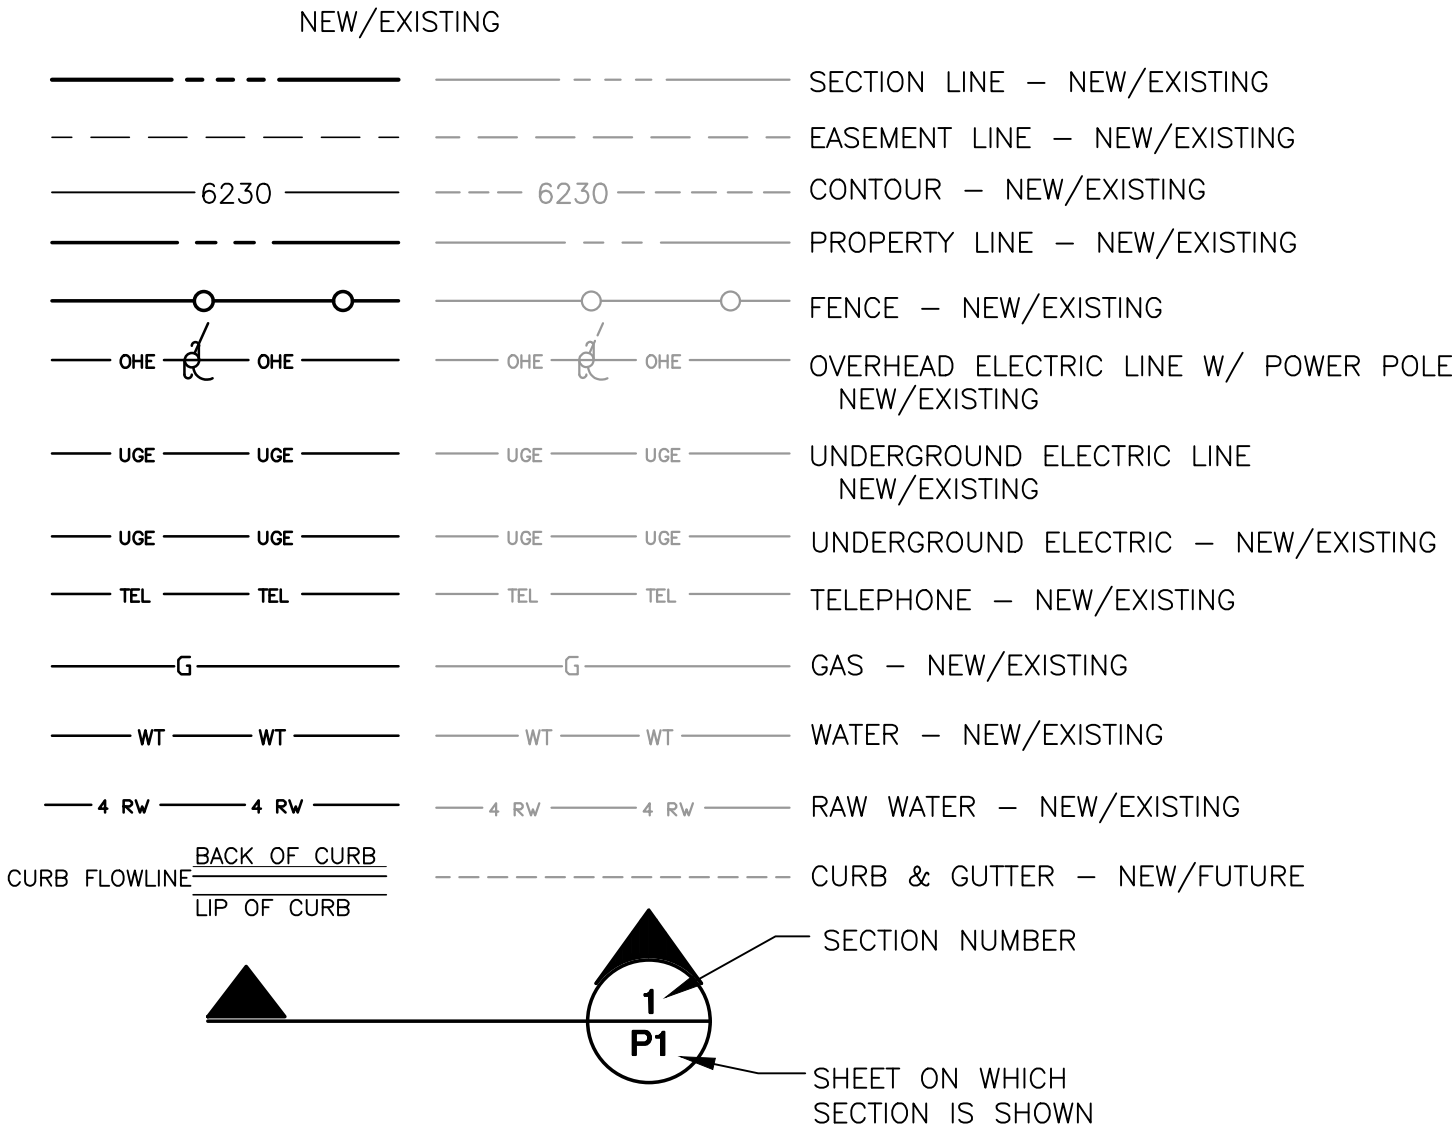 NEW/EXISTING
SECTION LINE – NEW/EXISTING
EASEMENT LINE – NEW/EXISTING
6230 6230 CONTOUR – NEW/EXISTING
PROPERTY LINE – NEW/EXISTING
FENCE – NEW/EXISTING
OHE OHE OHE OHE OVERHEAD ELECTRIC LINE W/ POWER POLE
NEW/EXISTING
UGE UGE UGE UGE UNDERGROUND ELECTRIC LINE
NEW/EXISTING
UGE UGE UGE UGE UNDERGROUND ELECTRIC – NEW/EXISTING
TEL TEL TEL TEL TELEPHONE – NEW/EXISTING
G G GAS – NEW/EXISTING
WT WT WT WT WATER – NEW/EXISTING
4 RW 4 RW 4 RW 4 RW RAW WATER – NEW/EXISTING
BACK OF CURB
CURB FLOWLINE CURB & GUTTER – NEW/FUTURE
LIP OF CURB
SECTION NUMBER
1
P1
SHEET ON WHICH
SECTION IS SHOWN